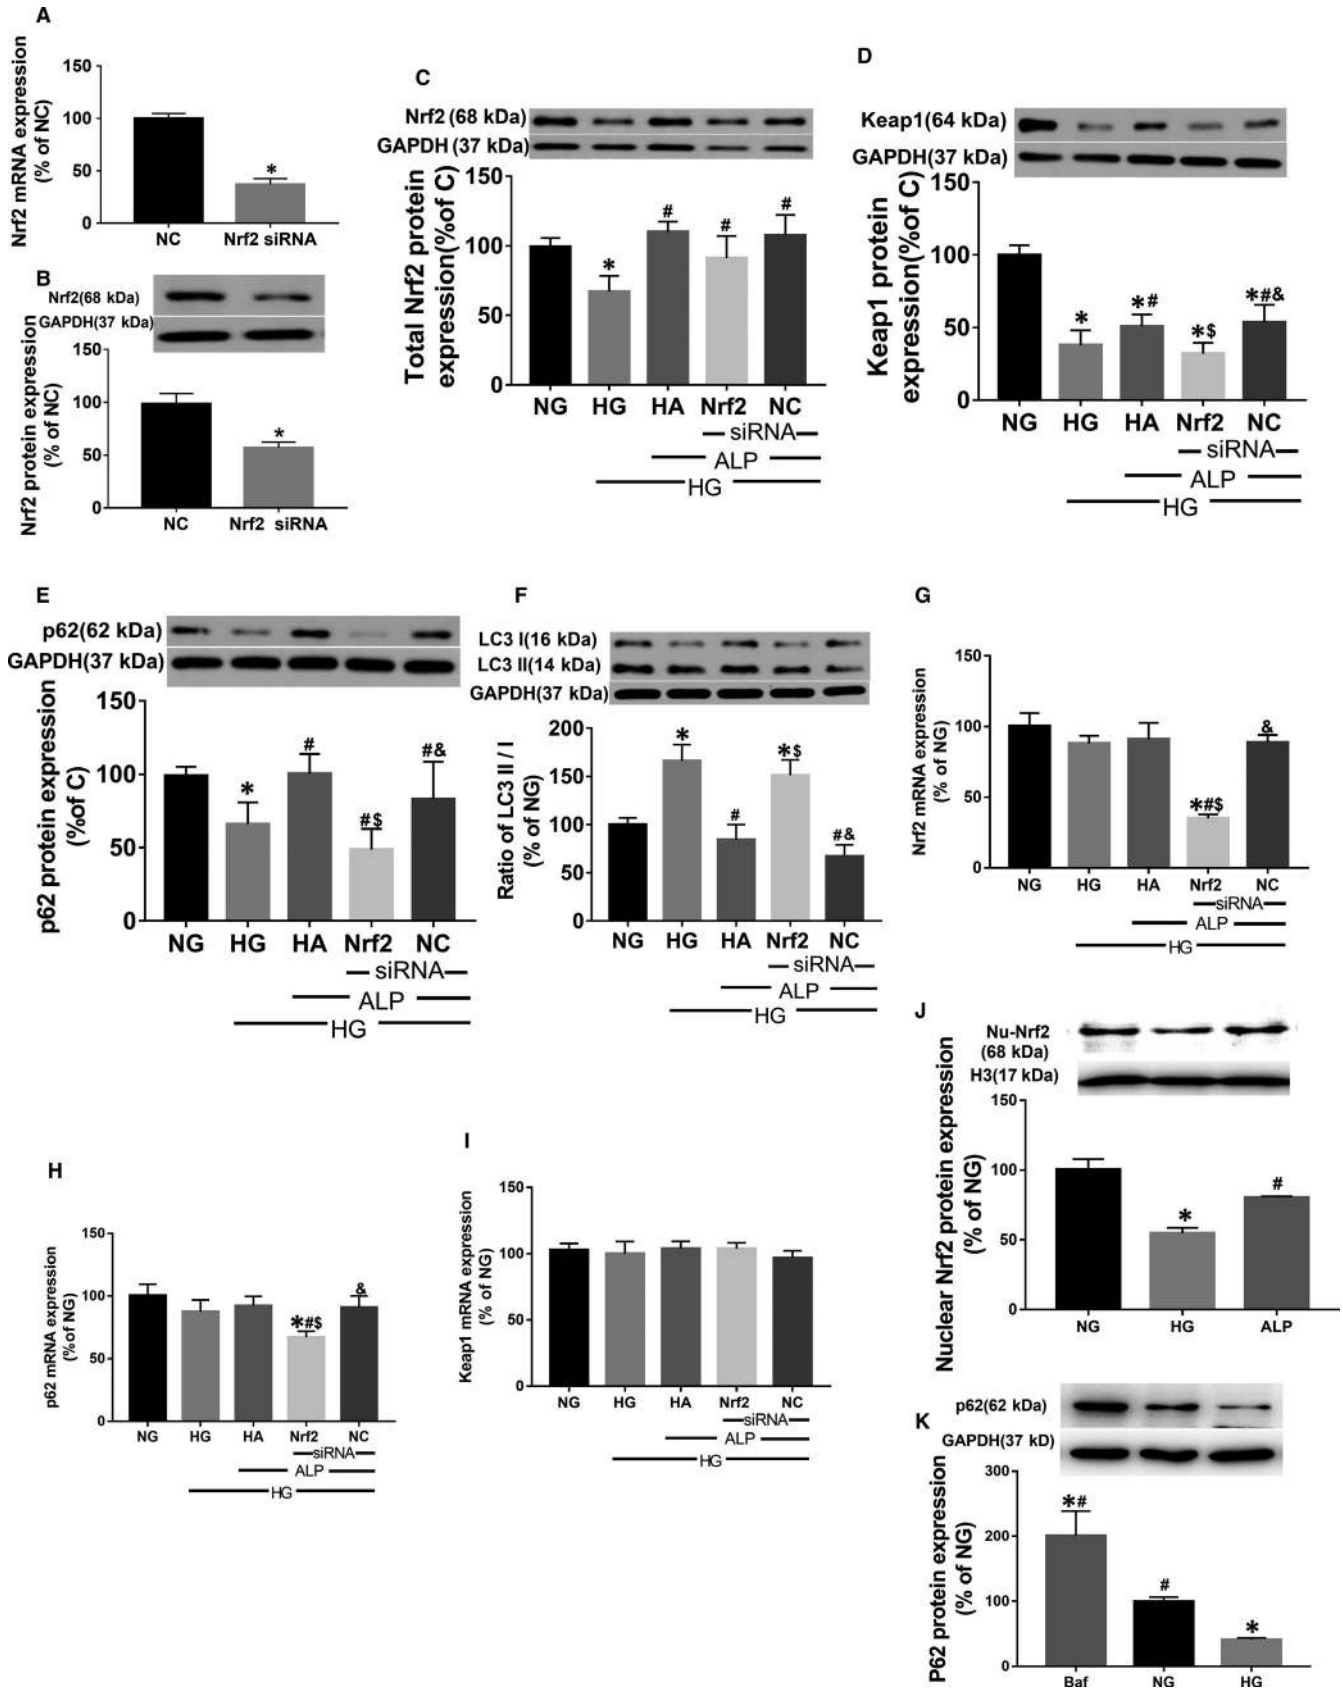 A
Nrf2 mRNA expression
(% of NC)
150
100
50
0
*
NC
Nrf2 siRNA
B
Nrf2(68 kDa)
GAPDH(37 kDa)
Nrf2 protein expression
(% of NC)
150
100
50
0
*
NC
Nrf2 siRNA
C
Nrf2 (68 kDa)
GAPDH (37 kDa)
Total Nrf2 protein
expression(%of C)
150
100
50
0
*
#
#
#
NG HG HA Nrf2 NC
siRNA
ALP
HG
D
Keap1(64 kDa)
GAPDH(37 kDa)
Keap1 protein
expression(%of C)
150
100
50
0
*
*#
*$
*#&
NG HG HA Nrf2 NC
siRNA
ALP
HG
E
p62(62 kDa)
GAPDH(37 kDa)
p62 protein expression
(%of C)
150
100
50
0
*
#
#$
#&
NG HG HA Nrf2 NC
siRNA
ALP
HG
F
LC3 I(16 kDa)
LC3 II(14 kDa)
GAPDH(37 kDa)
Ratio of LC3 II / I
(% of NG)
200
150
100
50
0
*
#
*$
#&
NG HG HA Nrf2 NC
siRNA
ALP
HG
G
Nrf2 mRNA expression
(% of NG)
150
100
50
0
*#$
&
NG HG HA Nrf2 NC
siRNA
ALP
HG
H
p62 mRNA expression
(%of NG)
150
100
50
0
*#$
&
NG HG HA Nrf2 NC
siRNA
ALP
HG
I
Keap1 mRNA expression
(% of NG)
150
100
50
0
NG HG HA Nrf2 NC
siRNA
ALP
HG
J
Nu-Nrf2
(68 kDa)
H3(17 kDa)
Nuclear Nrf2 protein expression
(% of NG)
150
100
50
0
*
#
NG HG ALP
K
p62(62 kDa)
GAPDH(37 kD)
P62 protein expression
(% of NG)
300
200
100
0
*#
#
*
Baf NG HG